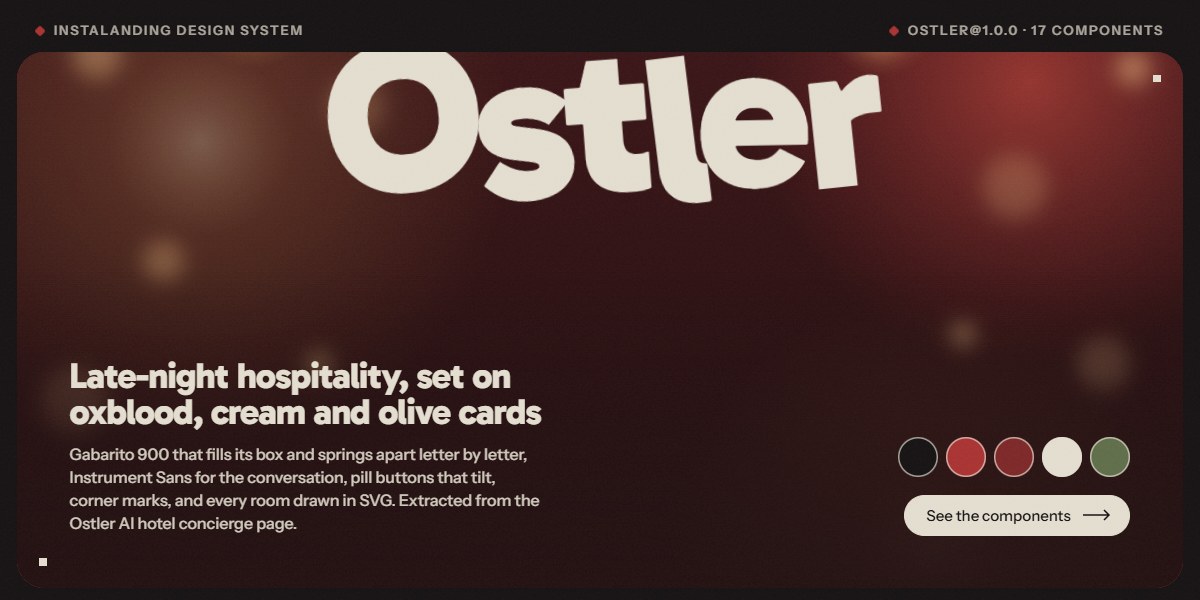 INSTALANDING DESIGN SYSTEM
OSTLER@1.0.0 · 17 COMPONENTS
Ostler
Late-night hospitality, set on
oxblood, cream and olive cards
Gabarito 900 that fills its box and springs apart letter by letter,
Instrument Sans for the conversation, pill buttons that tilt,
corner marks, and every room drawn in SVG. Extracted from the
Ostler AI hotel concierge page.
See the components